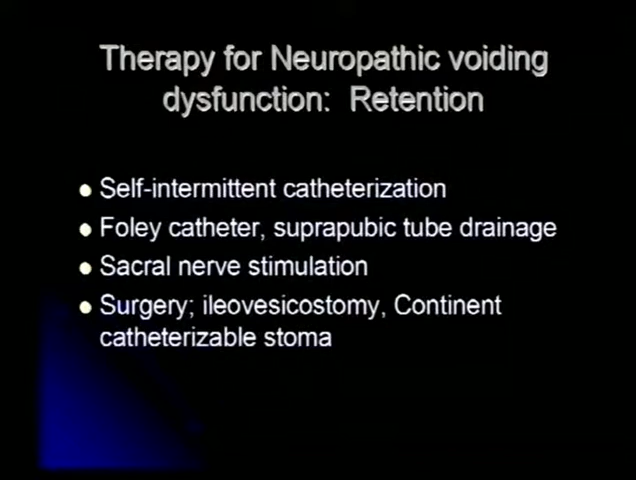 Therapy for Neuropathic voiding
dysfunction: Retention
Self-intermittent catheterization
Foley catheter, suprapubic tube drainage
Sacral nerve stimulation
Surgery; ileovesicostomy, Continent
catheterizable stoma